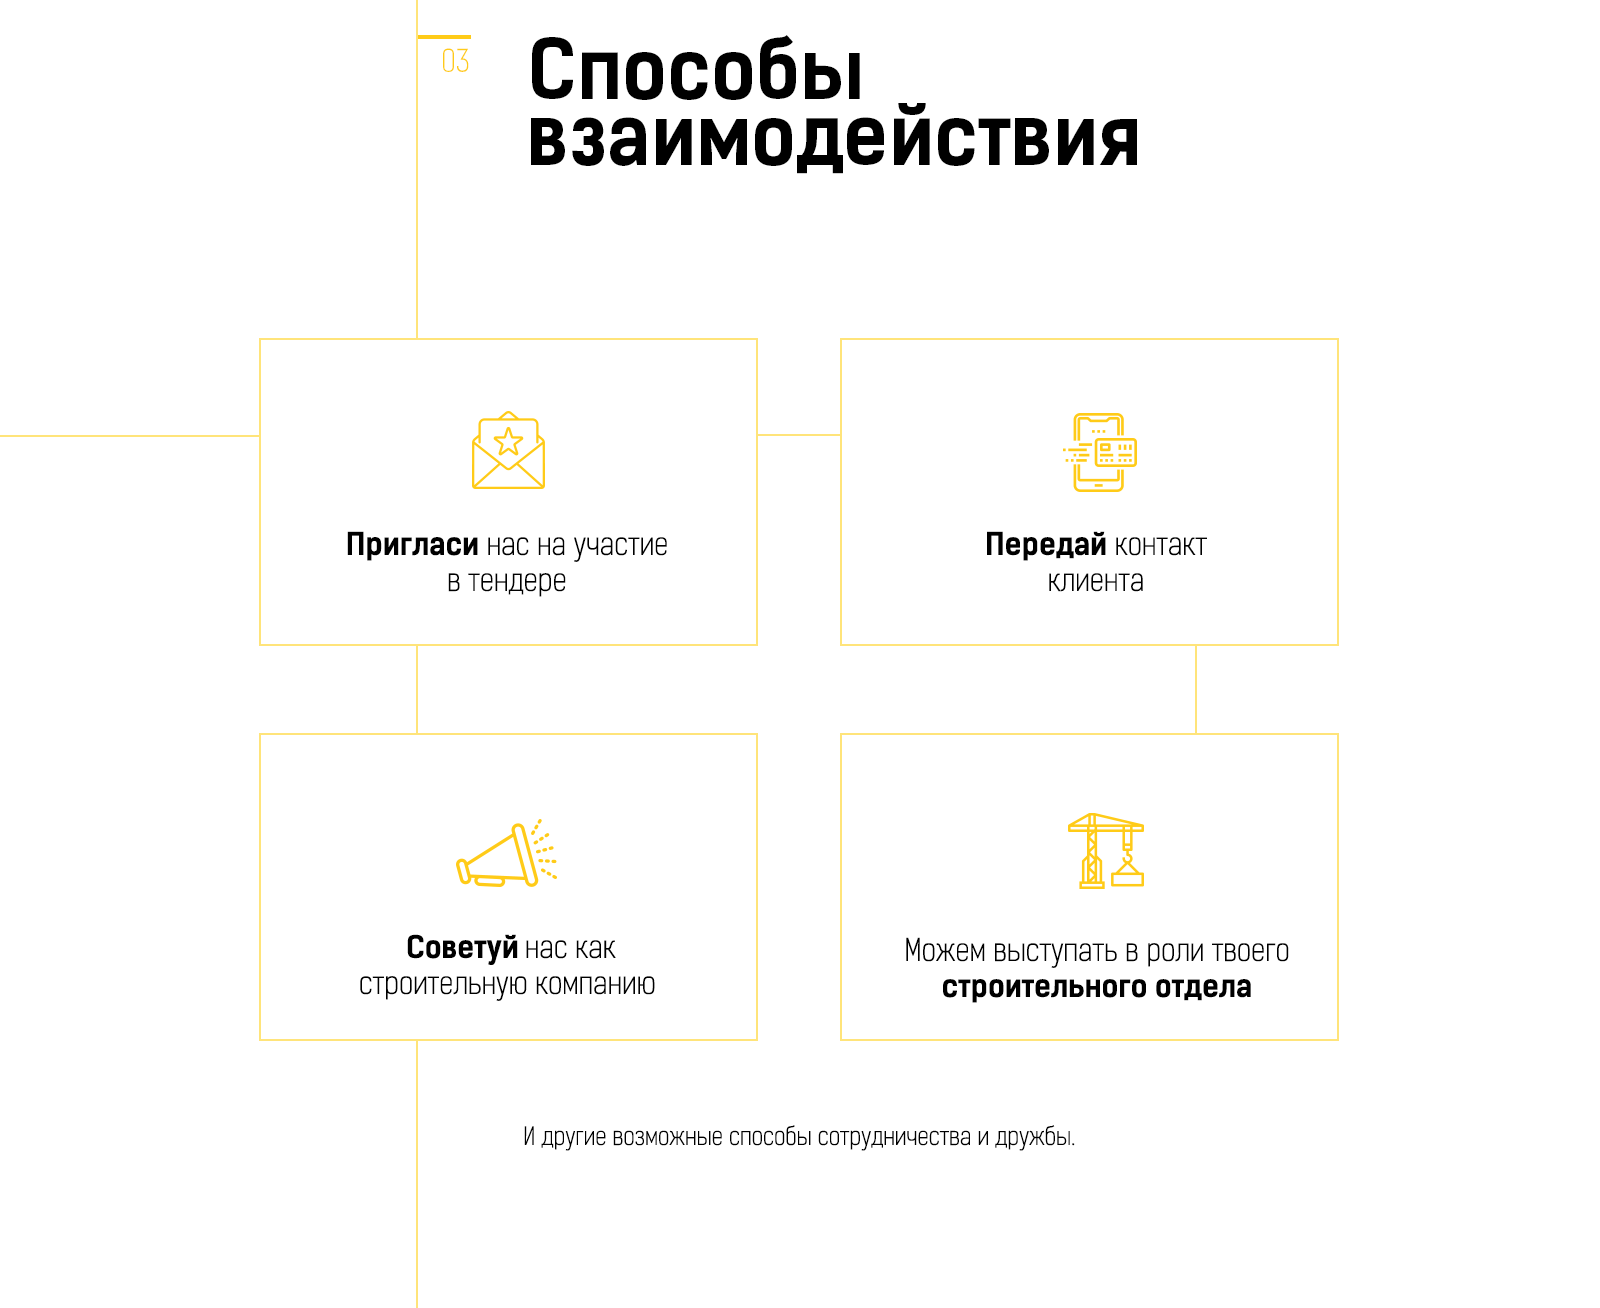 03
Способы
взаимодействия
Пригласи нас на участие
в тендере
Передай контакт
клиента
Советуй нас как
строительную компанию
Можем выступать в роли твоего
строительного отдела
И другие возможные способы сотрудничества и дружбы.